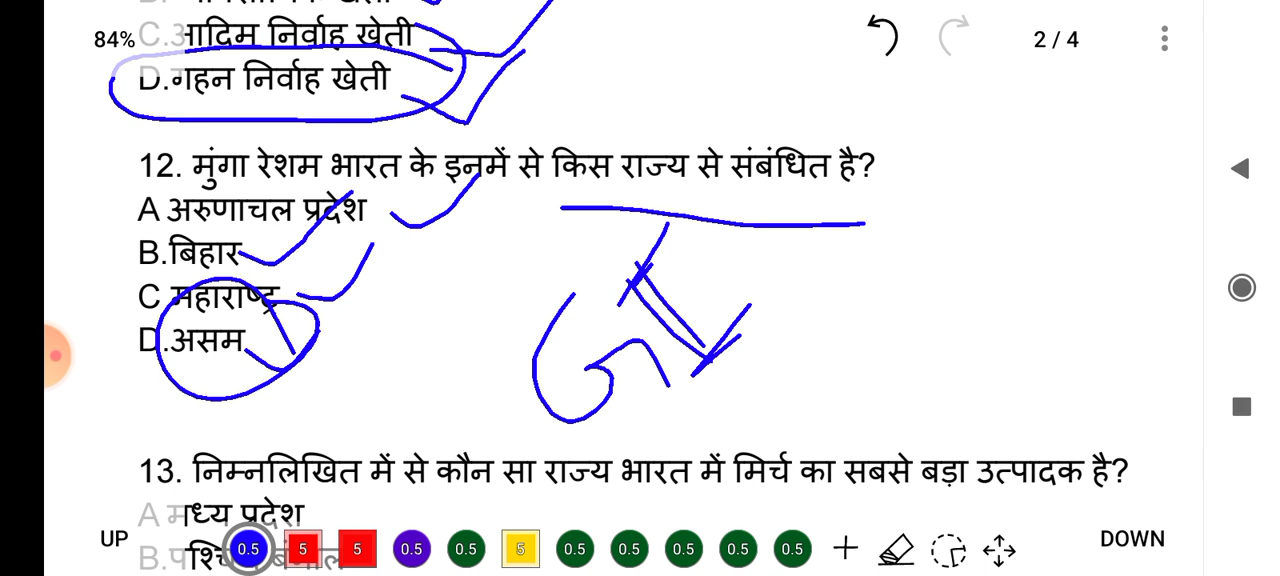 84%
C.आदिम निर्वाह खेती
2 / 4
D.गहन निर्वाह खेती
12. मुंगा रेशम भारत के इनमें से किस राज्य से संबंधित है?
A अरुणाचल प्रदेश
B.बिहार
C महाराष्ट्र
D.असम
13. निम्नलिखित में से कौन सा राज्य भारत में मिर्च का सबसे बड़ा उत्पादक है?
A मध्य प्रदेश
UP
0.5 5 5 0.5 0.5 5 0.5 0.5 0.5 0.5 0.5
DOWN